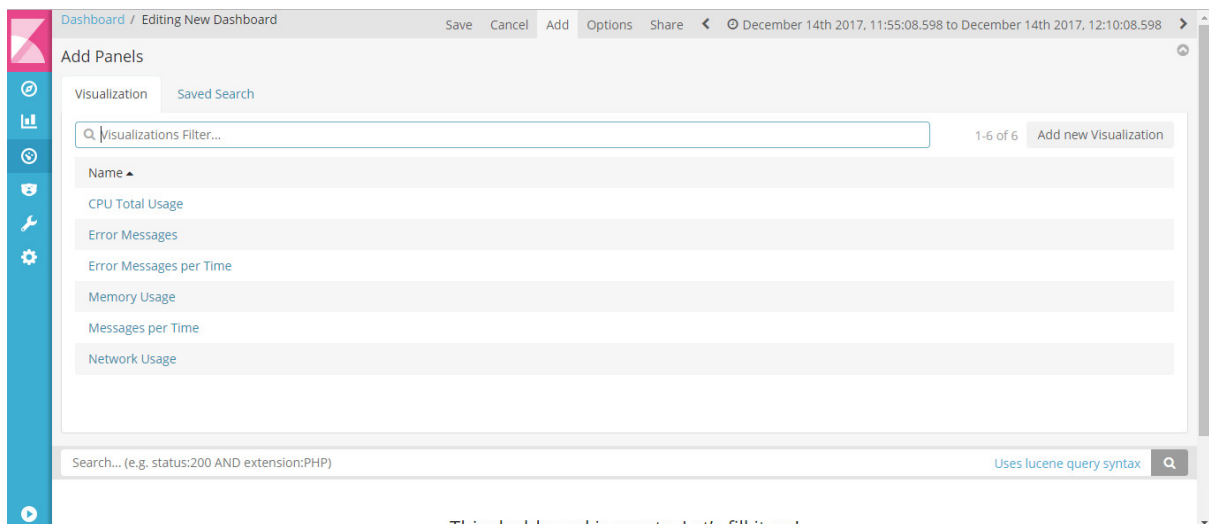 Dashboard / Editing New Dashboard
Save Cancel Add Options Share December 14th 2017, 11:55:08.598 to December 14th 2017, 12:10:08.598
Add Panels
Visualization Saved Search
Visualizations Filter...
1-6 of 6 Add new Visualization
Name
CPU Total Usage
Error Messages
Error Messages per Time
Memory Usage
Messages per Time
Network Usage
Search... (e.g. status:200 AND extension:PHP)
Uses lucene query syntax